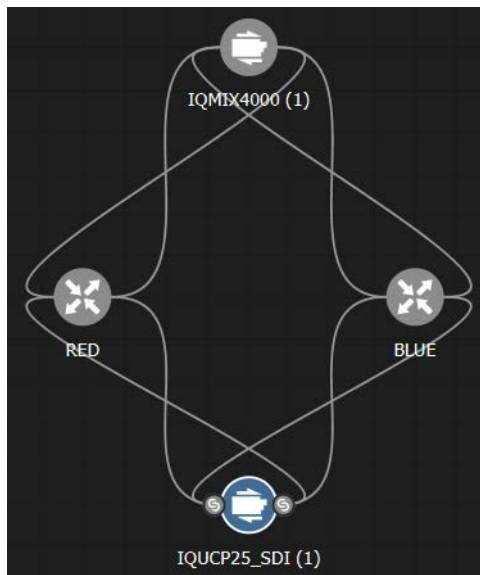 IQMIX4000 (1)
RED
BLUE
S
S
IQUCP25_SDI (1)